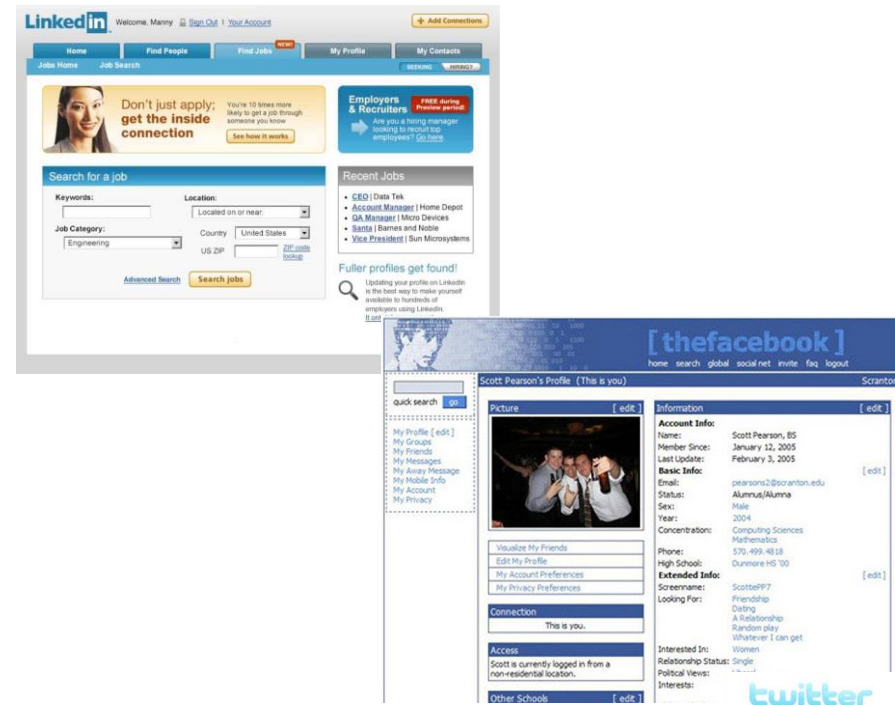 Linked in
Welcome, Manny Sign Out | Your Account
+ Add Connections
Home Find People Find Jobs NEW! My Profile My Contacts
Jobs Home Job Search SEEKING HIRING?
Don't just apply;
get the inside
connection
You're 10 times more
likely to get a job through
someone you know
See how it works
Employers
& Recruiters
FREE during
Preview period!
Are you a hiring manager
looking to recruit top
employees? Go here.
Search for a job
Keywords:
Location:
Located on or near:
Job Category:
Engineering
Country United States
US ZIP ZIP code
lookup
Advanced Search Search jobs
Recent Jobs
CEO | Data Tek
Account Manager | Home Depot
QA Manager | Micro Devices
Santa | Barnes and Noble
Vice President | Sun Microsystems
Fuller profiles get found!
Updating your profile on LinkedIn
is the best way to make yourself
available to hundreds of
employers using LinkedIn.
[ thefacebook ]
home search global social net invite faq logout
Scott Pearson's Profile (This is you) Scranton
quick search go
My Profile [ edit ]
My Groups
My Friends
My Messages
My Away Message
My Mobile Info
My Account
My Privacy
Picture [ edit ]
Visualize My Friends
Edit My Profile
My Account Preferences
My Privacy Preferences
Connection
This is you.
Access
Scott is currently logged in from a
non-residential location.
Other Schools [ edit ]
Information [ edit ]
Account Info:
Name: Scott Pearson, BS
Member Since: January 12, 2005
Last Update: February 3, 2005
Basic Info: [ edit ]
Email: pearsons2@scranton.edu
Status: Alumnus/Alumna
Sex: Male
Year: 2004
Concentration: Computing Sciences
Mathematics
Phone: 570.499.4818
High School: Dunmore HS '00
Extended Info: [ edit ]
Screenname: ScottePP7
Looking For: Friendship
Dating
A Relationship
Random play
Whatever I can get
Interested In: Women
Relationship Status: Single
Political Views:
Interests:
twitter